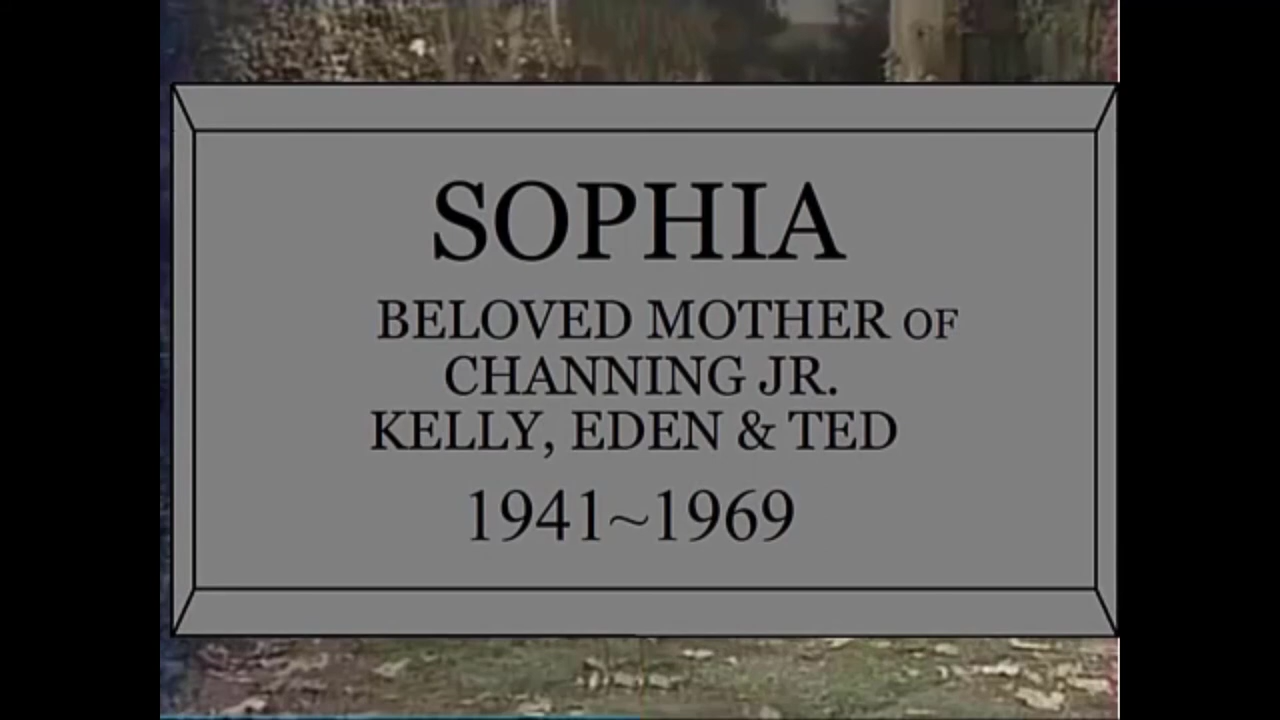 SOPHIA
BELOVED MOTHER OF
CHANNING JR.
KELLY, EDEN & TED
1941~1969